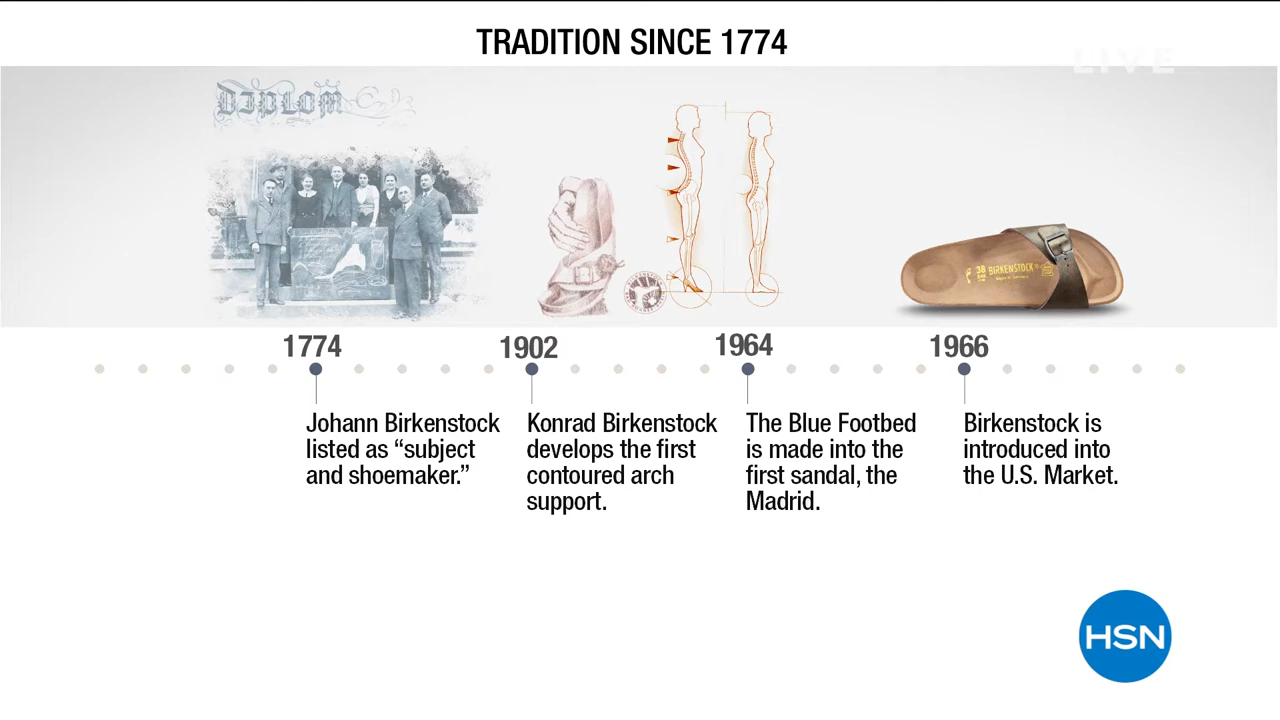 TRADITION SINCE 1774
LIVE
DIPLOM
38
BIRKENSTOCK
1774
1902
1964
1966
Johann Birkenstock
listed as “subject
and shoemaker.”
Konrad Birkenstock
develops the first
contoured arch
support.
The Blue Footbed
is made into the
first sandal, the
Madrid.
Birkenstock is
introduced into
the U.S. Market.
HSN